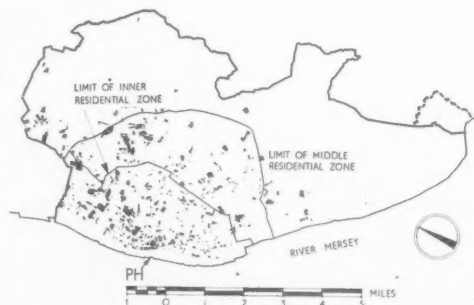 LIMIT OF INNER
RESIDENTIAL ZONE
LIMIT OF MIDDLE
RESIDENTIAL ZONE
RIVER MERSEY
PH
1 0 1 2 3 4 5 MILES